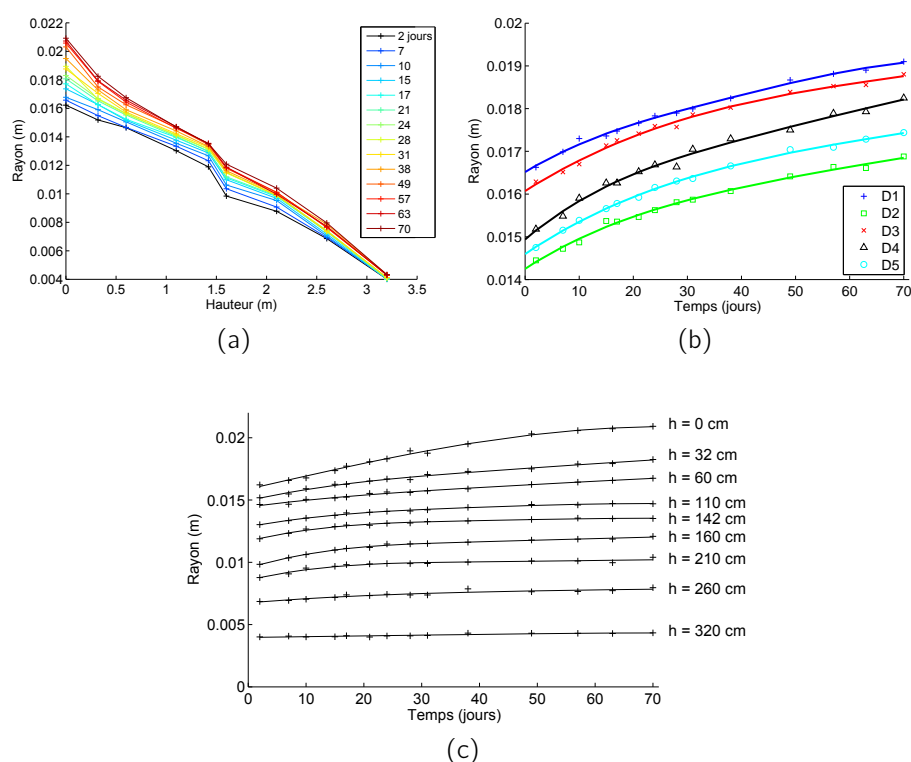 0.022
0.02
0.018
0.016
0.014
0.012
0.01
0.008
0.006
0.004
Rayon (m)
0 0.5 1 1.5 2 2.5 3 3.5
Hauteur (m)
2 jours
7
10
15
17
21
24
28
31
38
49
57
63
70
(a)
0.02
0.019
0.018
0.017
0.016
0.015
0.014
Rayon (m)
0 10 20 30 40 50 60 70
Temps (jours)
D1
D2
D3
D4
D5
(b)
0.02
0.015
0.01
0.005
0
Rayon (m)
0 10 20 30 40 50 60 70
Temps (jours)
h = 0 cm
h = 32 cm
h = 60 cm
h = 110 cm
h = 142 cm
h = 160 cm
h = 210 cm
h = 260 cm
h = 320 cm
(c)